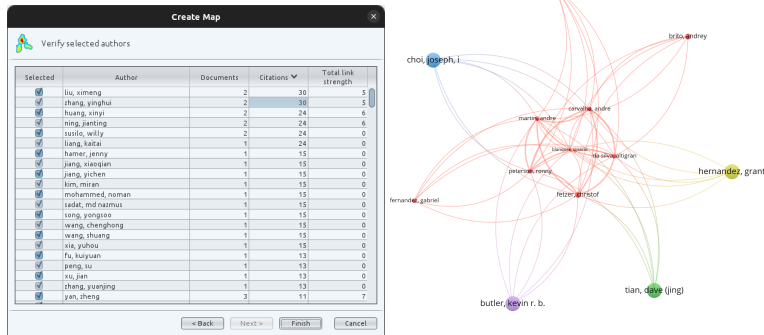 Create Map
Verify selected authors
Selected Author Documents Citations Total link strength
liu, ximeng 2 30 5
zhang, yinghui 2 30 5
huang, xinyi 2 24 6
ning, jianting 2 24 6
susilo, willy 2 24 0
liang, kaitai 1 24 0
hamer, jenny 1 15 0
jiang, xiaoqian 1 15 0
jiang, yichen 1 15 0
kim, miran 1 15 0
mohammed, noman 1 15 0
sadat, md nazmus 1 15 0
song, yongsoo 1 15 0
wang, chenghong 1 15 0
wang, shuang 1 15 0
xia, yuhou 1 15 0
fu, kuiyuan 1 13 0
peng, su 1 13 0
xu, jian 1 13 0
zhang, yuanjing 1 13 0
yan, zheng 3 11 7
< Back Next > Finish Cancel
brito, andrey
choi, joseph, i
carvalho, andre
martin, andre
da silva, altigran
peterson, ronny
hernandez, grant
fetzer, christof
fernandez, gabriel
tian, dave (jing)
butler, kevin r. b.